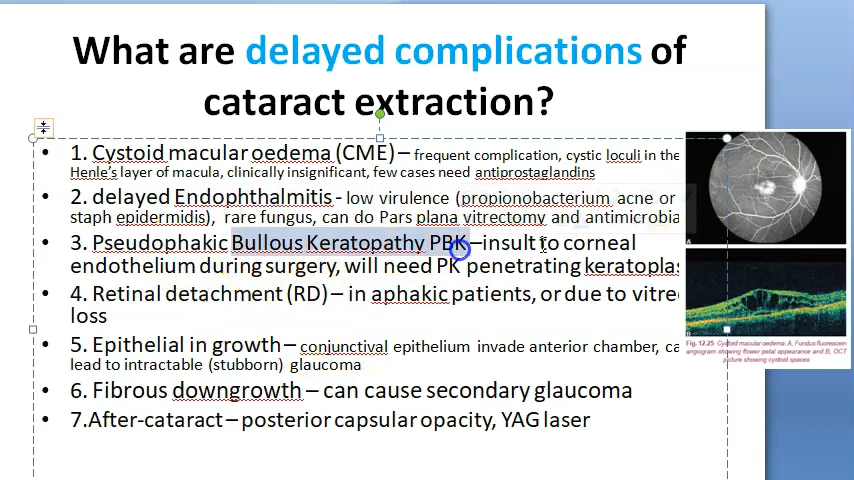 What are delayed complications of
cataract extraction?
• 1. Cystoid macular oedema (CME) – frequent complication, cystic loculi in the
Henle's layer of macula, clinically insignificant, few cases need antiprostaglandins
• 2. delayed Endophthalmitis - low virulence (propionobacterium acne or
staph epidermidis), rare fungus, can do Pars plana vitrectomy and antimicrobia
• 3. Pseudophakic Bullous Keratopathy PBK –insult to corneal
endothelium during surgery, will need PK penetrating keratoplas
• 4. Retinal detachment (RD) – in aphakic patients, or due to vitre
loss
• 5. Epithelial in growth – conjunctival epithelium invade anterior chamber, ca
lead to intractable (stubborn) glaucoma
• 6. Fibrous downgrowth – can cause secondary glaucoma
• 7.After-cataract – posterior capsular opacity, YAG laser
A
B
Fig. 12.25 Cystoid macular oedema: A, Fundus fluorescein
angiogram showing flower petal appearance and B, OCT
picture showing cystoid spaces